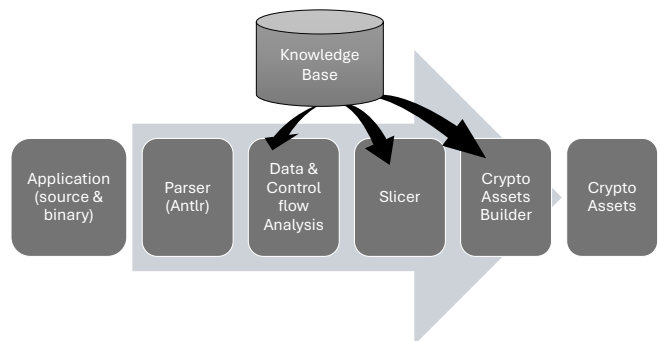 Knowledge
Base
Application
(source &
binary)
Parser
(Antlr)
Data &
Control
flow
Analysis
Slicer
Crypto
Assets
Builder
Crypto
Assets